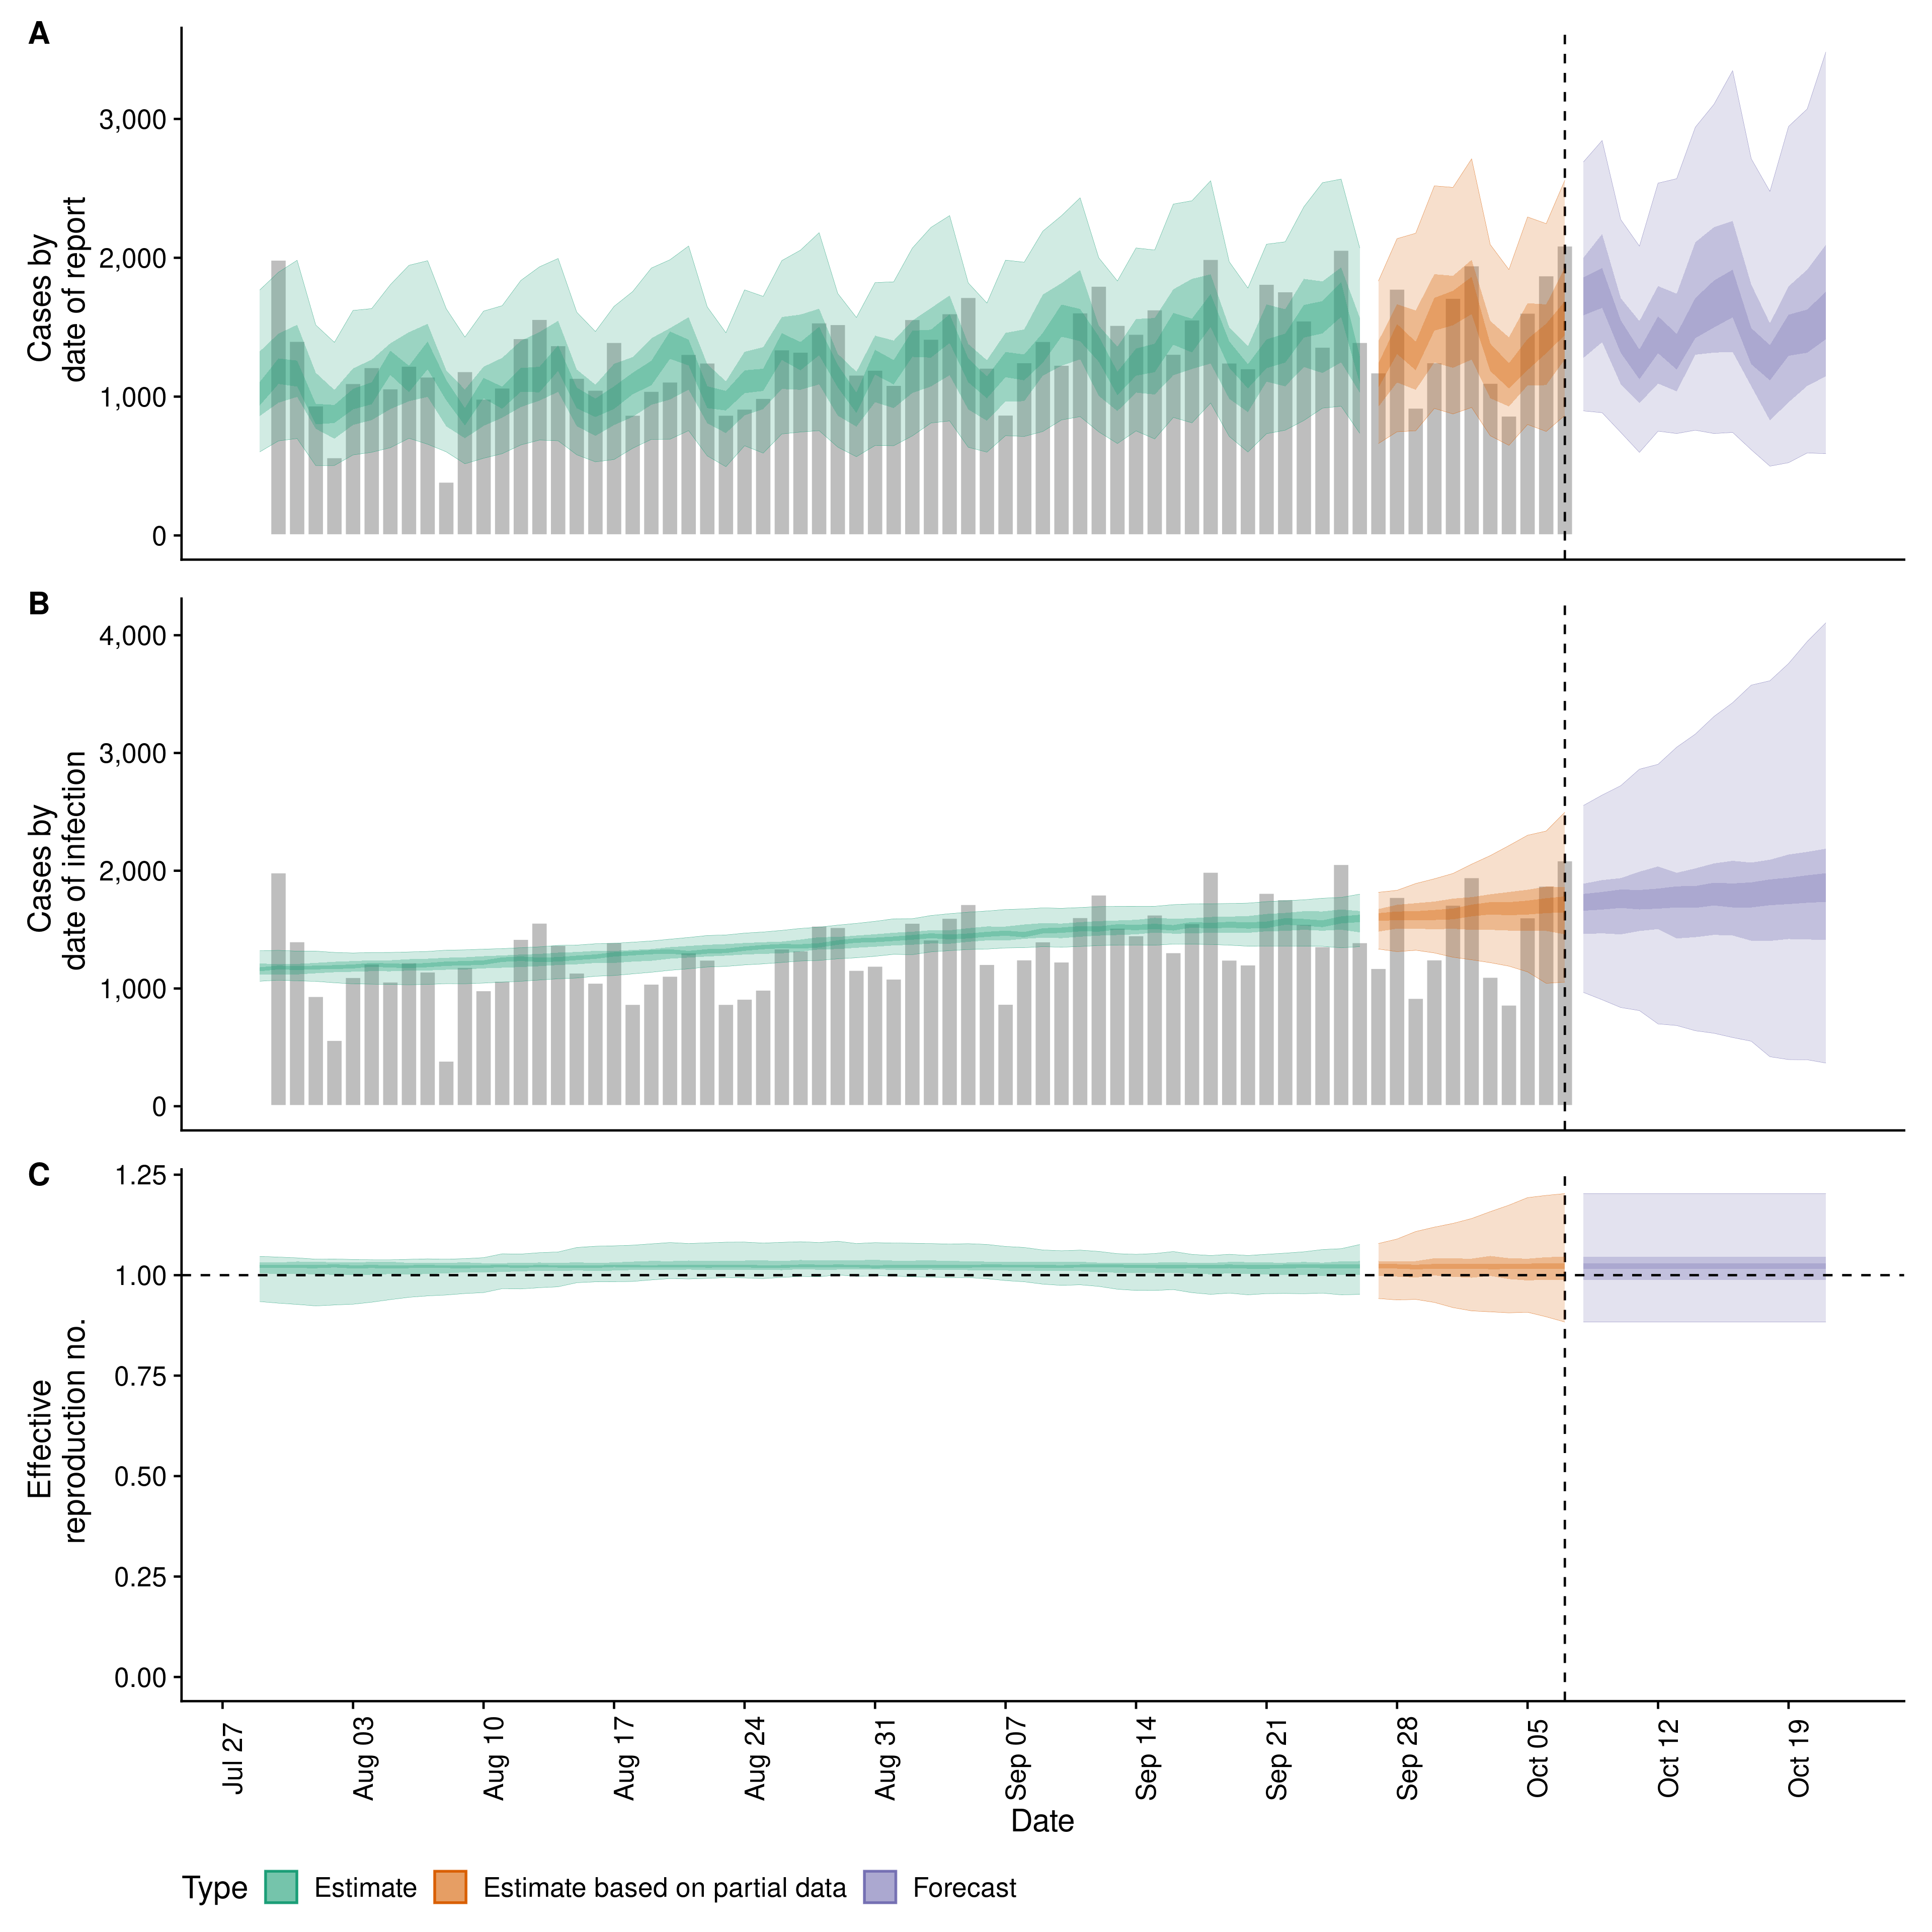 A
Cases by
date of report
3,000
2,000
1,000
0
B
Cases by
date of infection
4,000
3,000
2,000
1,000
0
C
Effective
reproduction no.
1.25
1.00
0.75
0.50
0.25
0.00
Jul 27
Aug 03
Aug 10
Aug 17
Aug 24
Aug 31
Sep 07
Sep 14
Sep 21
Sep 28
Oct 05
Oct 12
Oct 19
Date
Type Estimate Estimate based on partial data Forecast